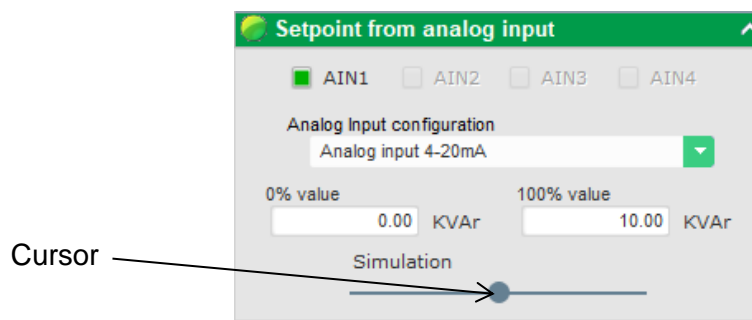 Setpoint from analog input
AIN1 AIN2 AIN3 AIN4
Analog Input configuration
Analog input 4-20mA
0% value 100% value
0.00 KVAr 10.00 KVAr
Cursor
Simulation